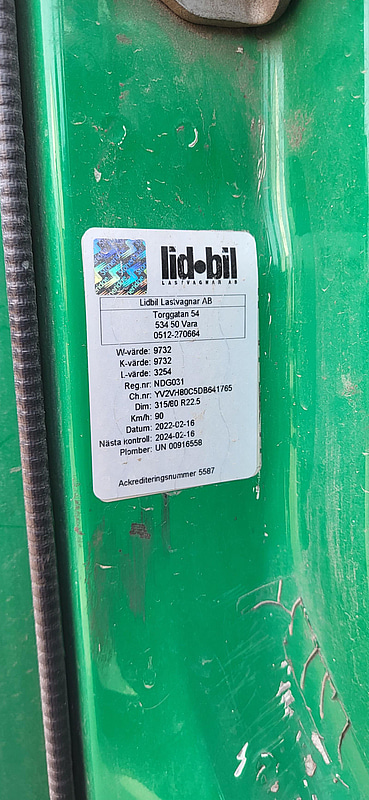 lid•bil
LASTVAGNAR AB
Lidbil Lastvagnar AB
Torggatan 54
534 50 Vara
0512-270664
W-värde: 9732
K-värde: 9732
L-värde: 3254
Reg.nr: NDG031
Ch.nr: YV2VH80C5DB641765
Dim: 315/80 R22.5
Km/h: 90
Datum: 2022-02-16
Nästa kontroll: 2024-02-16
Plomber: UN 00916558
Ackrediteringsnummer 5587